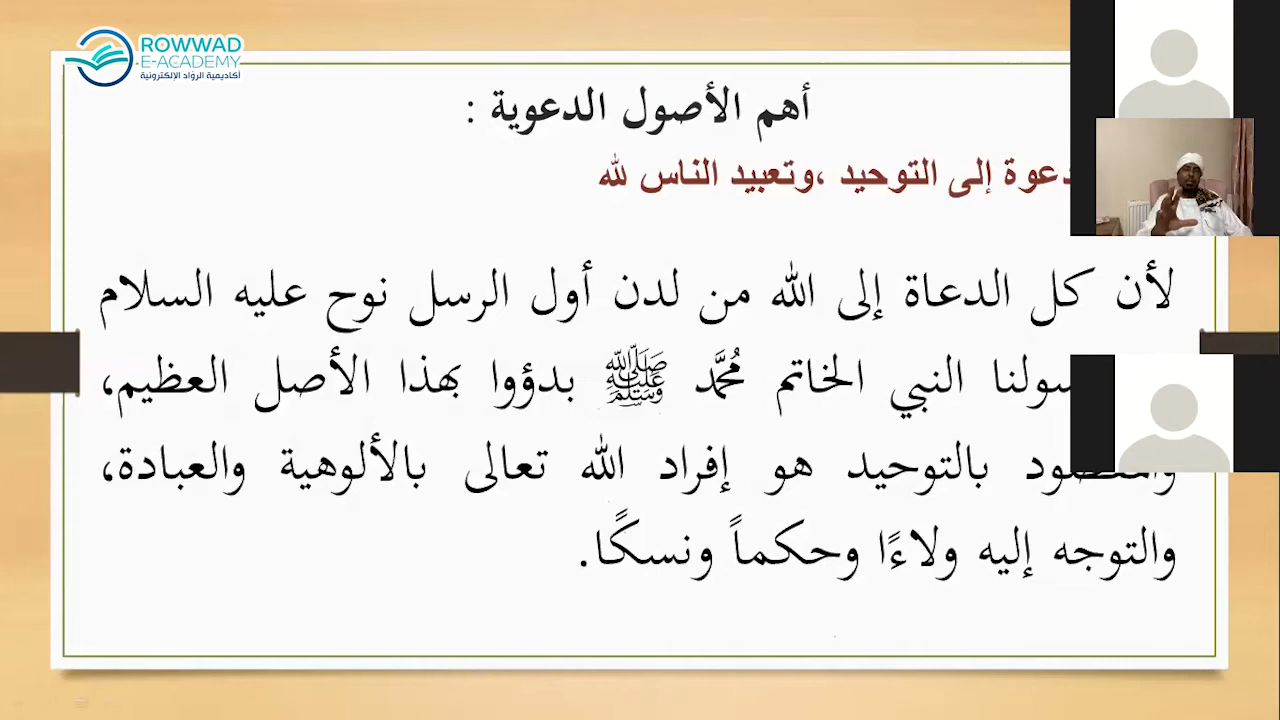 ROWWAD
E-ACADEMY
أكاديمية الرواد الإلكترونية
أهم الأصول الدعوية :
إلى التوحيد ،وتعبيد الناس لله
لأن كل الدعاة إلى الله من لدن أول الرسل نوح عليه السلام
النبي الخاتم مُحمَّد ﷺ بدؤوا بهذا الأصل العظيم،
بالتوحيد هو إفراد الله تعالى بالألوهية والعبادة،
والتوجه إليه ولاءًا وحكماً ونسكًا.